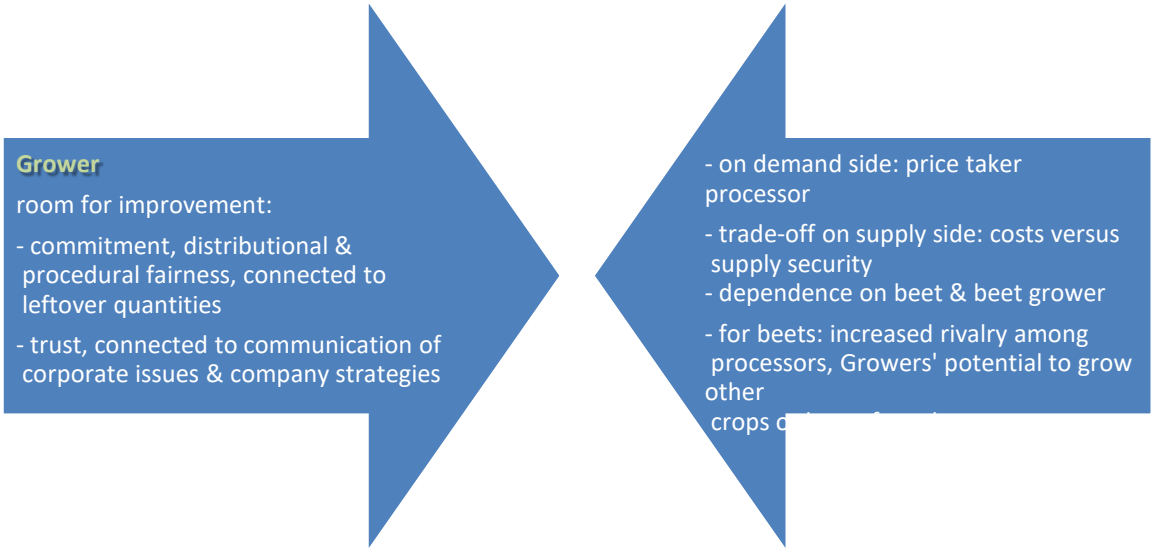 Grower
room for improvement:
- commitment, distributional &
procedural fairness, connected to
leftover quantities
- trust, connected to communication of
corporate issues & company strategies
- on demand side: price taker
processor
- trade-off on supply side: costs versus
supply security
- dependence on beet & beet grower
- for beets: increased rivalry among
processors, Growers' potential to grow
other
crops